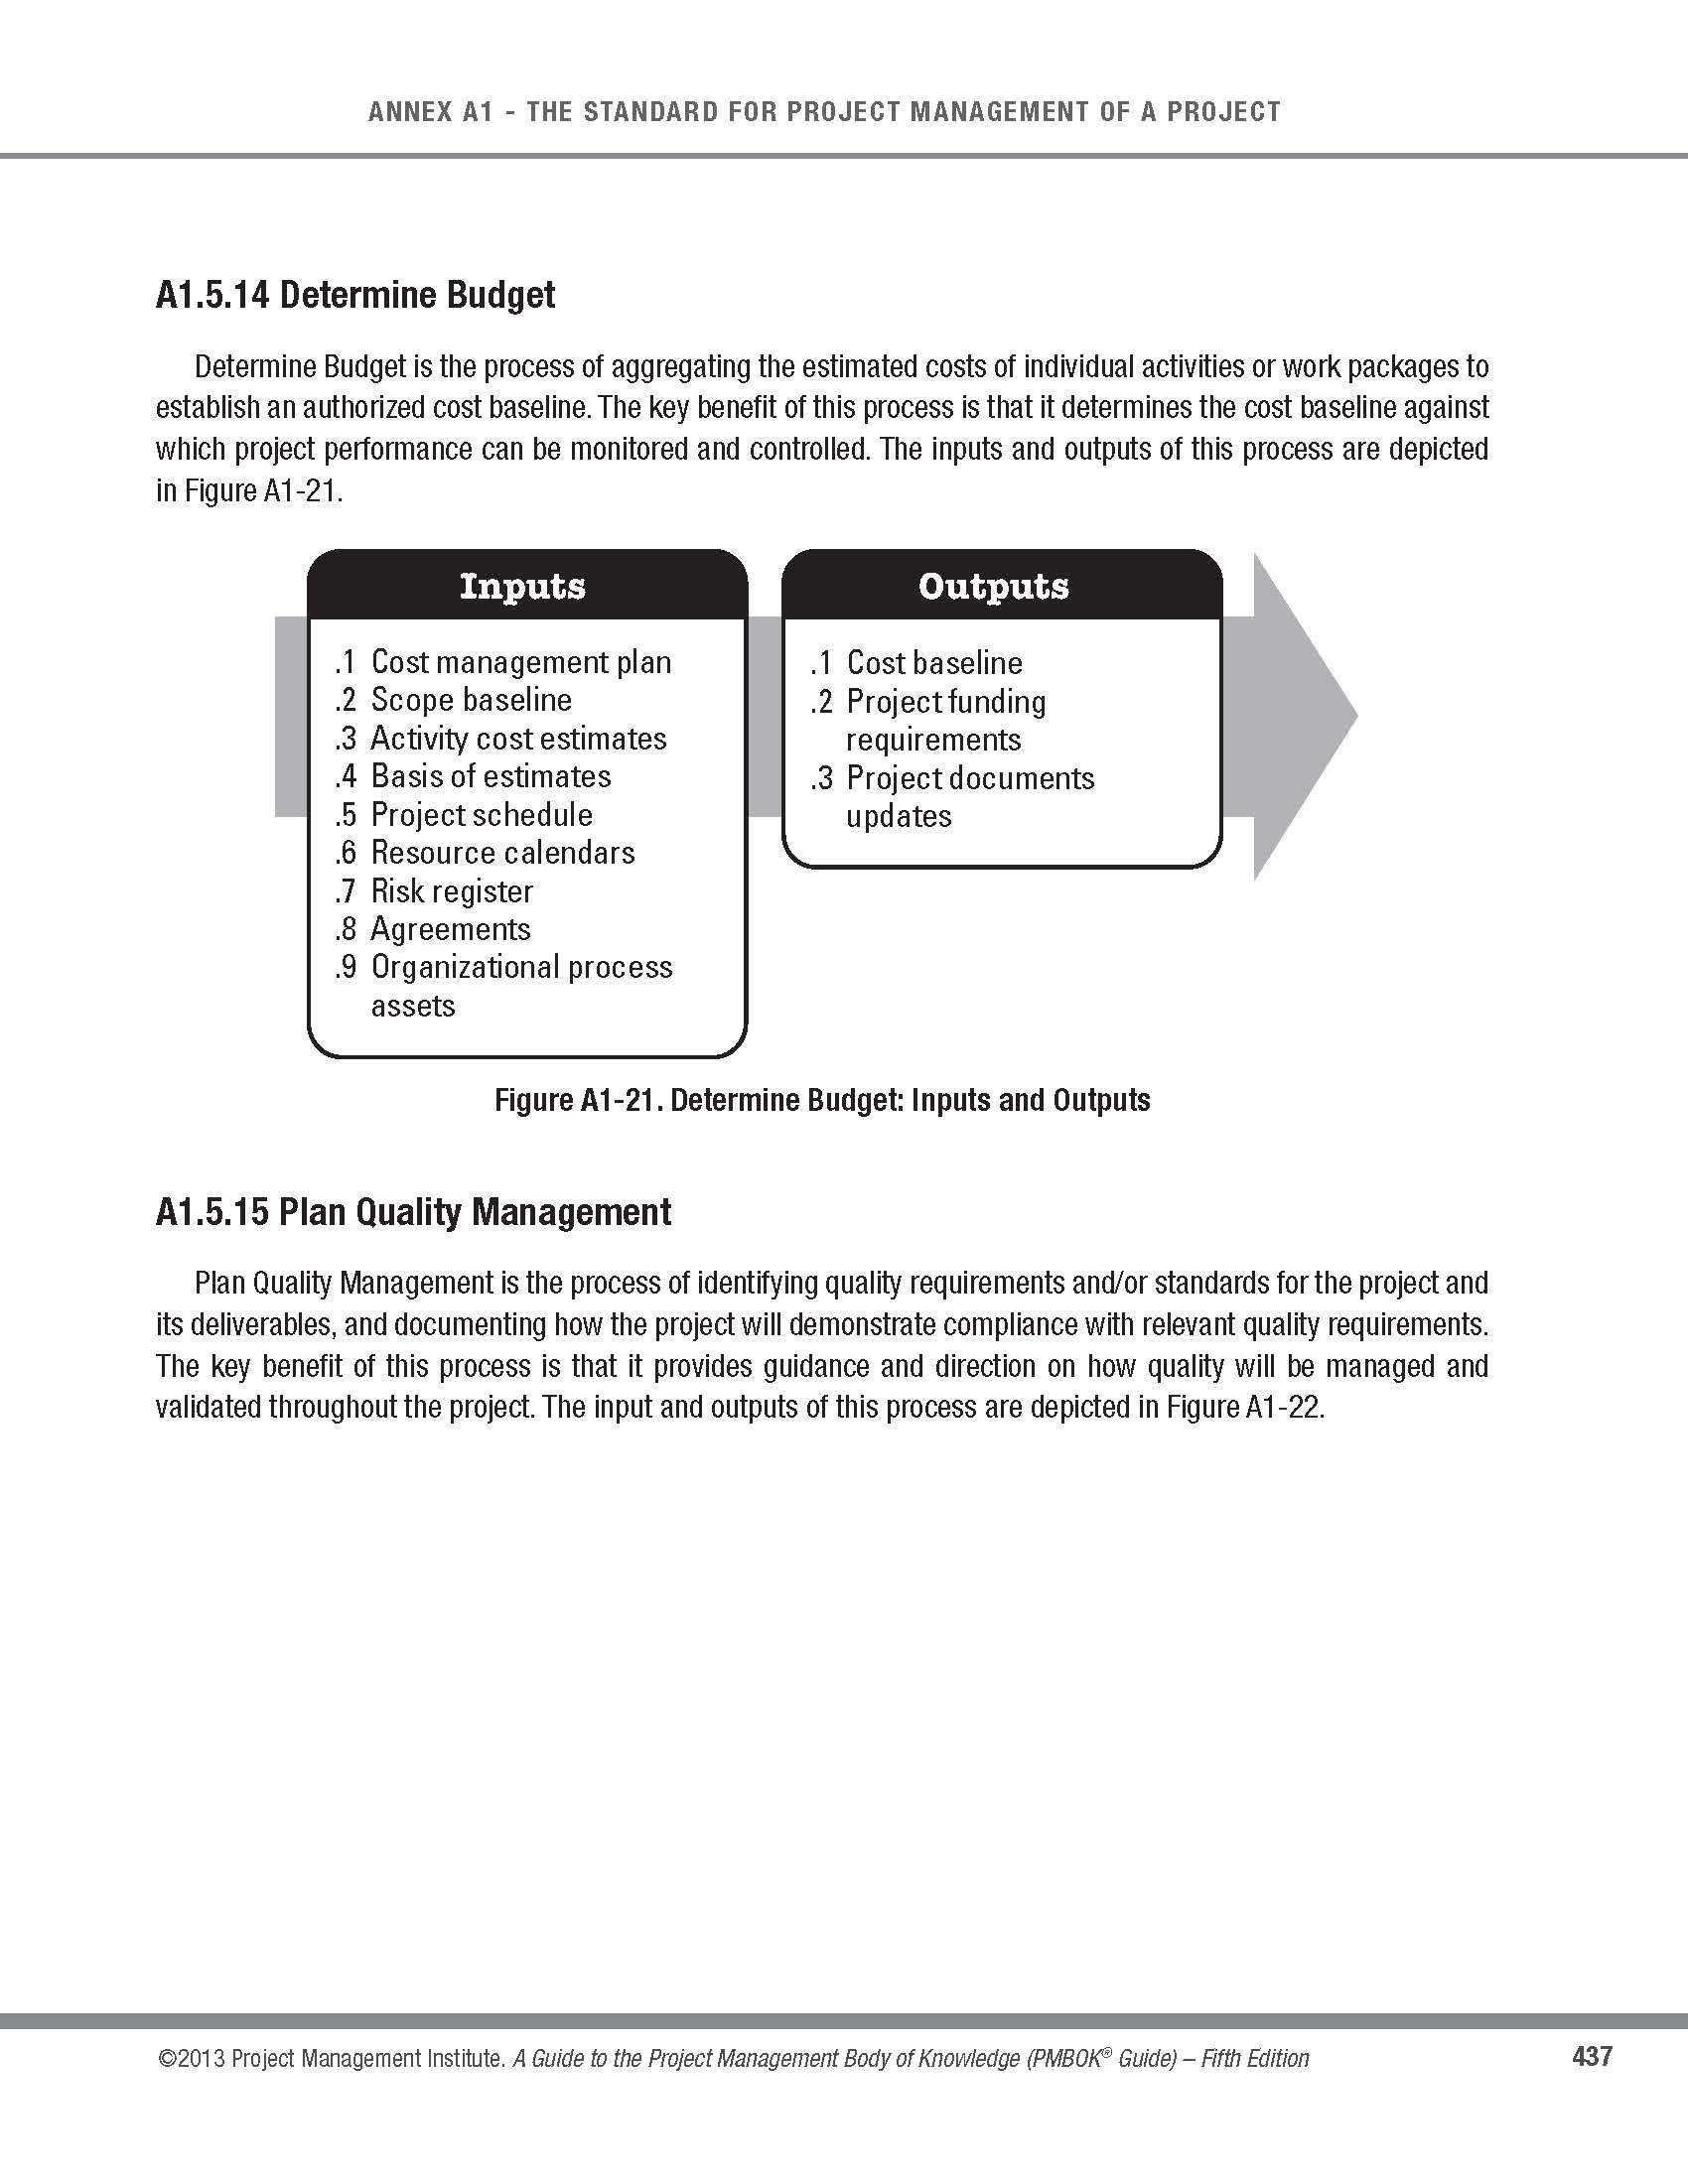 ANNEX A1 - THE STANDARD FOR PROJECT MANAGEMENT OF A PROJECT
A1.5.14 Determine Budget
Determine Budget is the process of aggregating the estimated costs of individual activities or work packages to
establish an authorized cost baseline. The key benefit of this process is that it determines the cost baseline against
which project performance can be monitored and controlled. The inputs and outputs of this process are depicted
in Figure A1-21.
Inputs
.1 Cost management plan
.2 Scope baseline
.3 Activity cost estimates
.4 Basis of estimates
.5 Project schedule
.6 Resource calendars
.7 Risk register
.8 Agreements
.9 Organizational process
assets
Outputs
.1 Cost baseline
.2 Project funding
requirements
.3 Project documents
updates
Figure A1-21. Determine Budget: Inputs and Outputs
A1.5.15 Plan Quality Management
Plan Quality Management is the process of identifying quality requirements and/or standards for the project and
its deliverables, and documenting how the project will demonstrate compliance with relevant quality requirements.
The key benefit of this process is that it provides guidance and direction on how quality will be managed and
validated throughout the project. The input and outputs of this process are depicted in Figure A1-22.
©2013 Project Management Institute. A Guide to the Project Management Body of Knowledge (PMBOK® Guide) – Fifth Edition
437